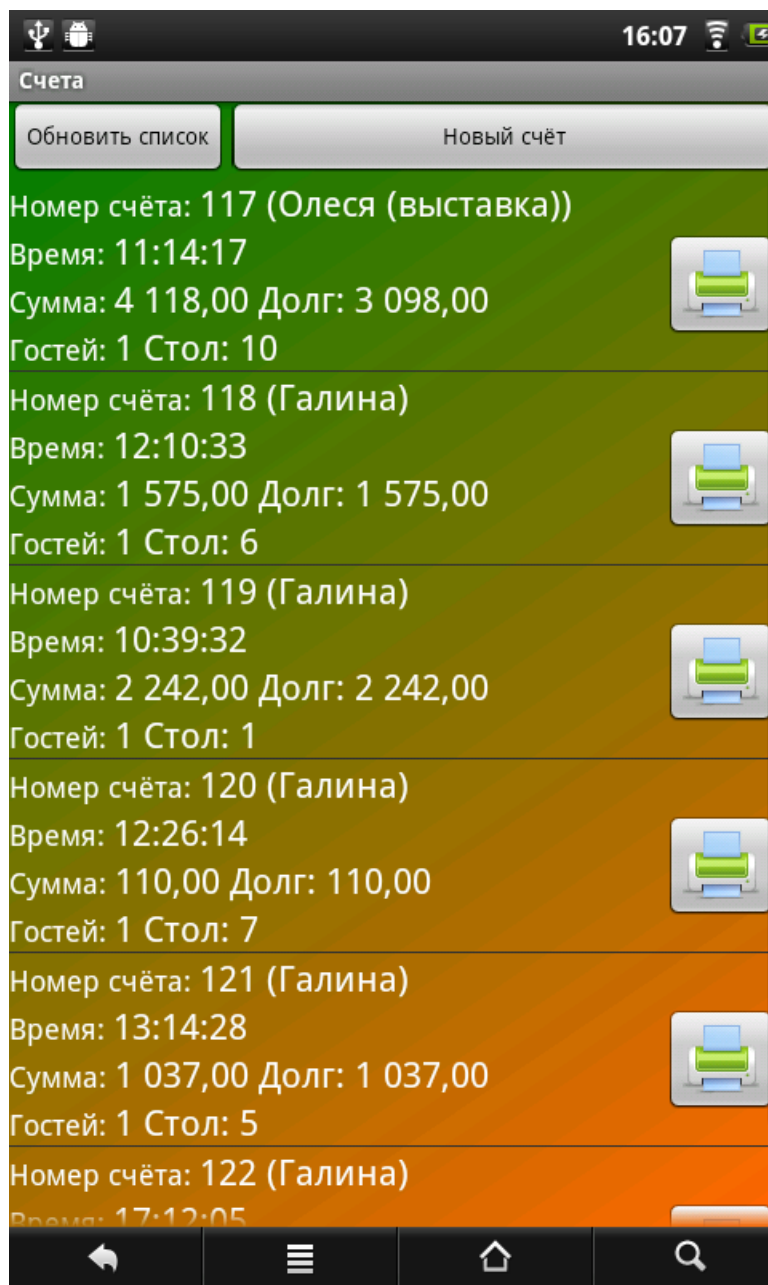 16:07
Счета
Обновить список
Новый счёт
Номер счёта: 117 (Олеся (выставка))
Время: 11:14:17
Сумма: 4 118,00 Долг: 3 098,00
Гостей: 1 Стол: 10
Номер счёта: 118 (Галина)
Время: 12:10:33
Сумма: 1 575,00 Долг: 1 575,00
Гостей: 1 Стол: 6
Номер счёта: 119 (Галина)
Время: 10:39:32
Сумма: 2 242,00 Долг: 2 242,00
Гостей: 1 Стол: 1
Номер счёта: 120 (Галина)
Время: 12:26:14
Сумма: 110,00 Долг: 110,00
Гостей: 1 Стол: 7
Номер счёта: 121 (Галина)
Время: 13:14:28
Сумма: 1 037,00 Долг: 1 037,00
Гостей: 1 Стол: 5
Номер счёта: 122 (Галина)
Время: 17:12:05